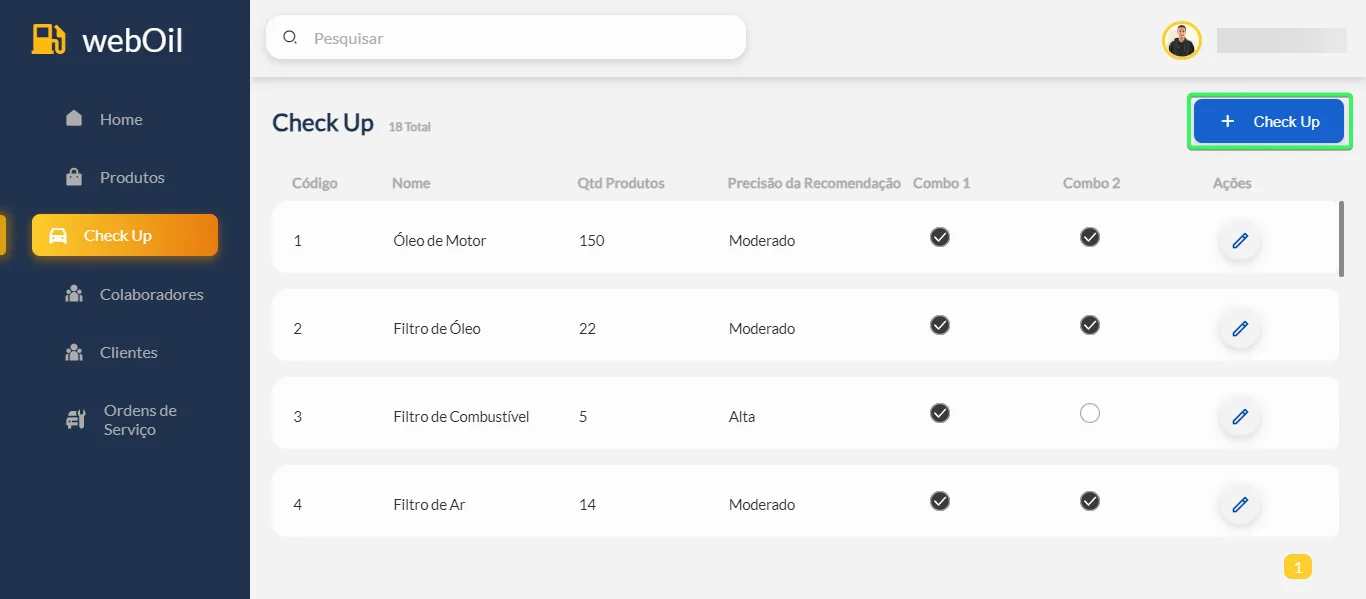 webOil
Pesquisar
Home
Produtos
Check Up
Colaboradores
Clientes
Ordens de
Serviço
Check Up 18 Total
+ Check Up
Código Nome Qtd Produtos Precisão da Recomendação Combo 1 Combo 2 Ações
1 Óleo de Motor 150 Moderado
2 Filtro de Óleo 22 Moderado
3 Filtro de Combustível 5 Alta
4 Filtro de Ar 14 Moderado
1